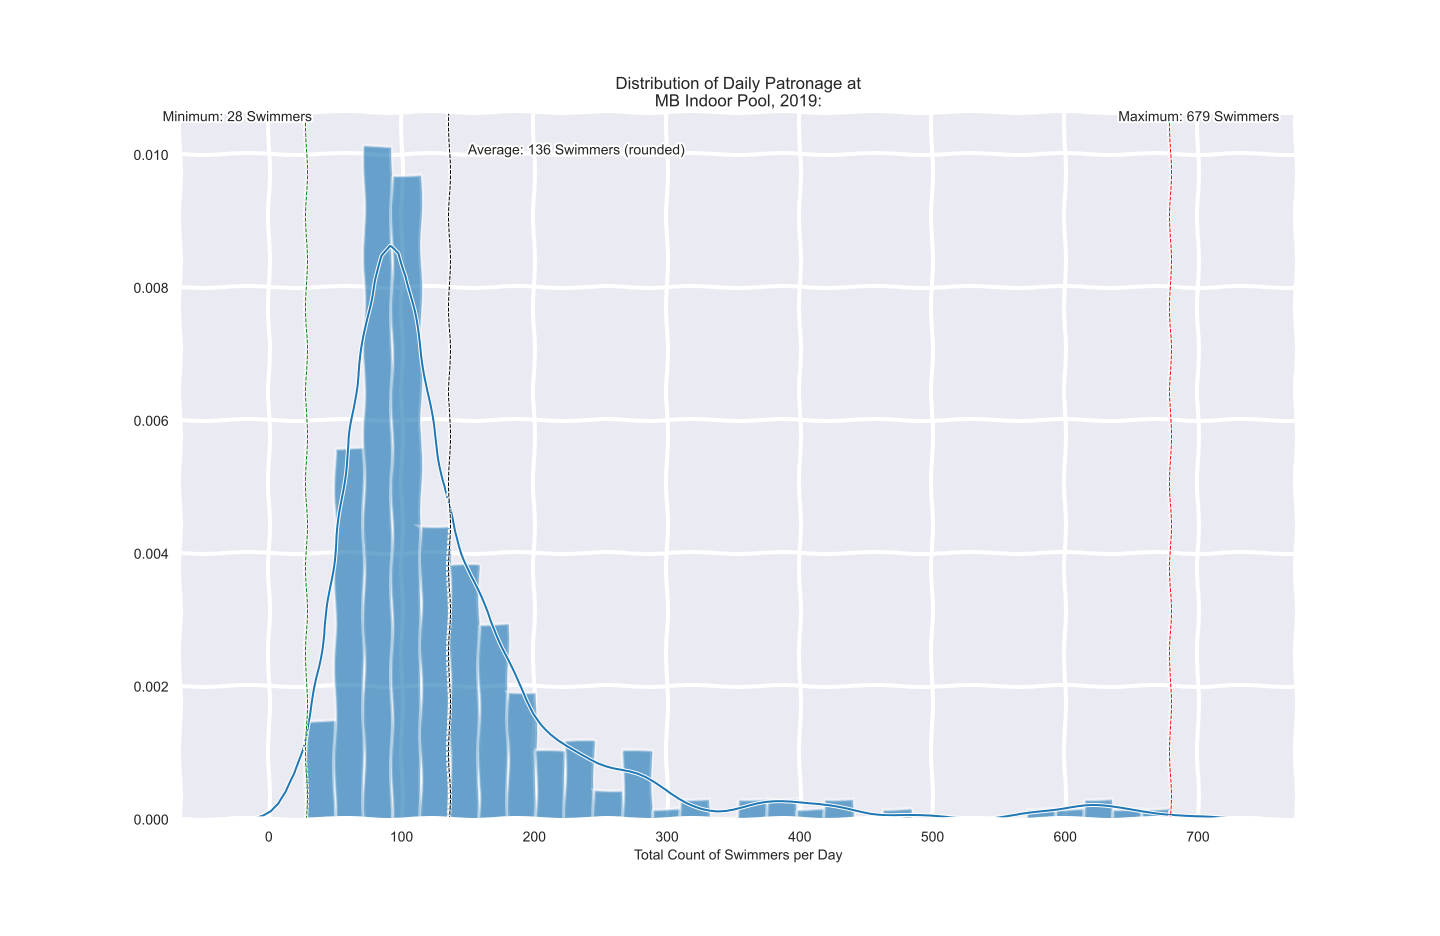 Distribution of Daily Patronage at
MB Indoor Pool, 2019:
Minimum: 28 Swimmers
Maximum: 679 Swimmers
Average: 136 Swimmers (rounded)
0.010
0.008
0.006
0.004
0.002
0.000
0 100 200 300 400 500 600 700
Total Count of Swimmers per Day